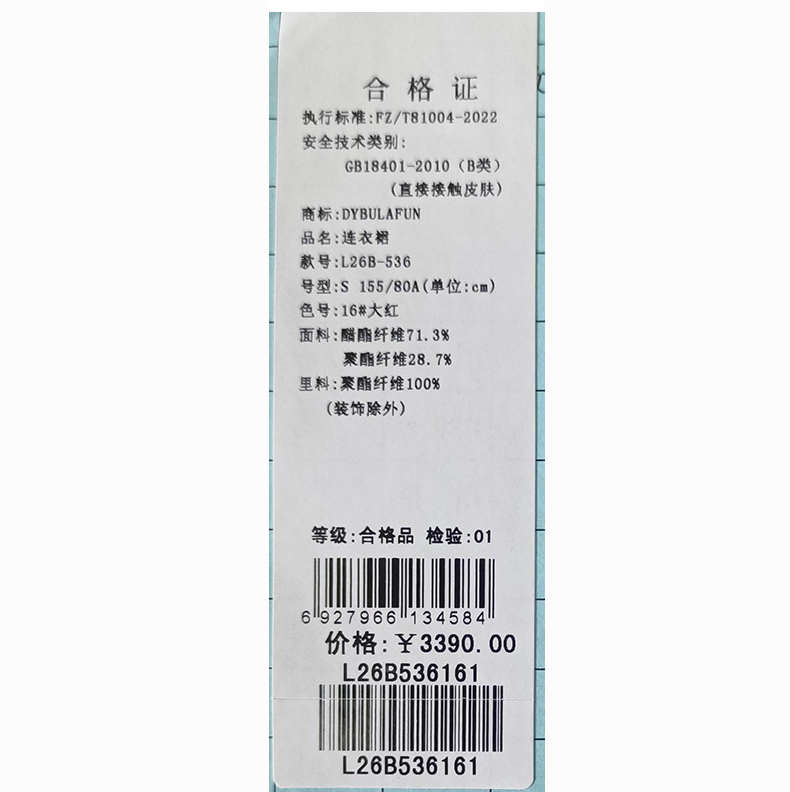 合格证
执行标准:FZ/T81004-2022
安全技术类别:
GB18401-2010（B类）
(直接接触皮肤)
商标:DYBULAFUN
品名:连衣裙
款号:L26B-536
号型:S 155/80A(单位:cm)
色号:16#大红
面料:醋酯纤维71.3%
聚酯纤维28.7%
里料:聚酯纤维100%
(装饰除外)
等级:合格品 检验:01
6 927966 134584
价格:￥3390.00
L26B536161
L26B536161